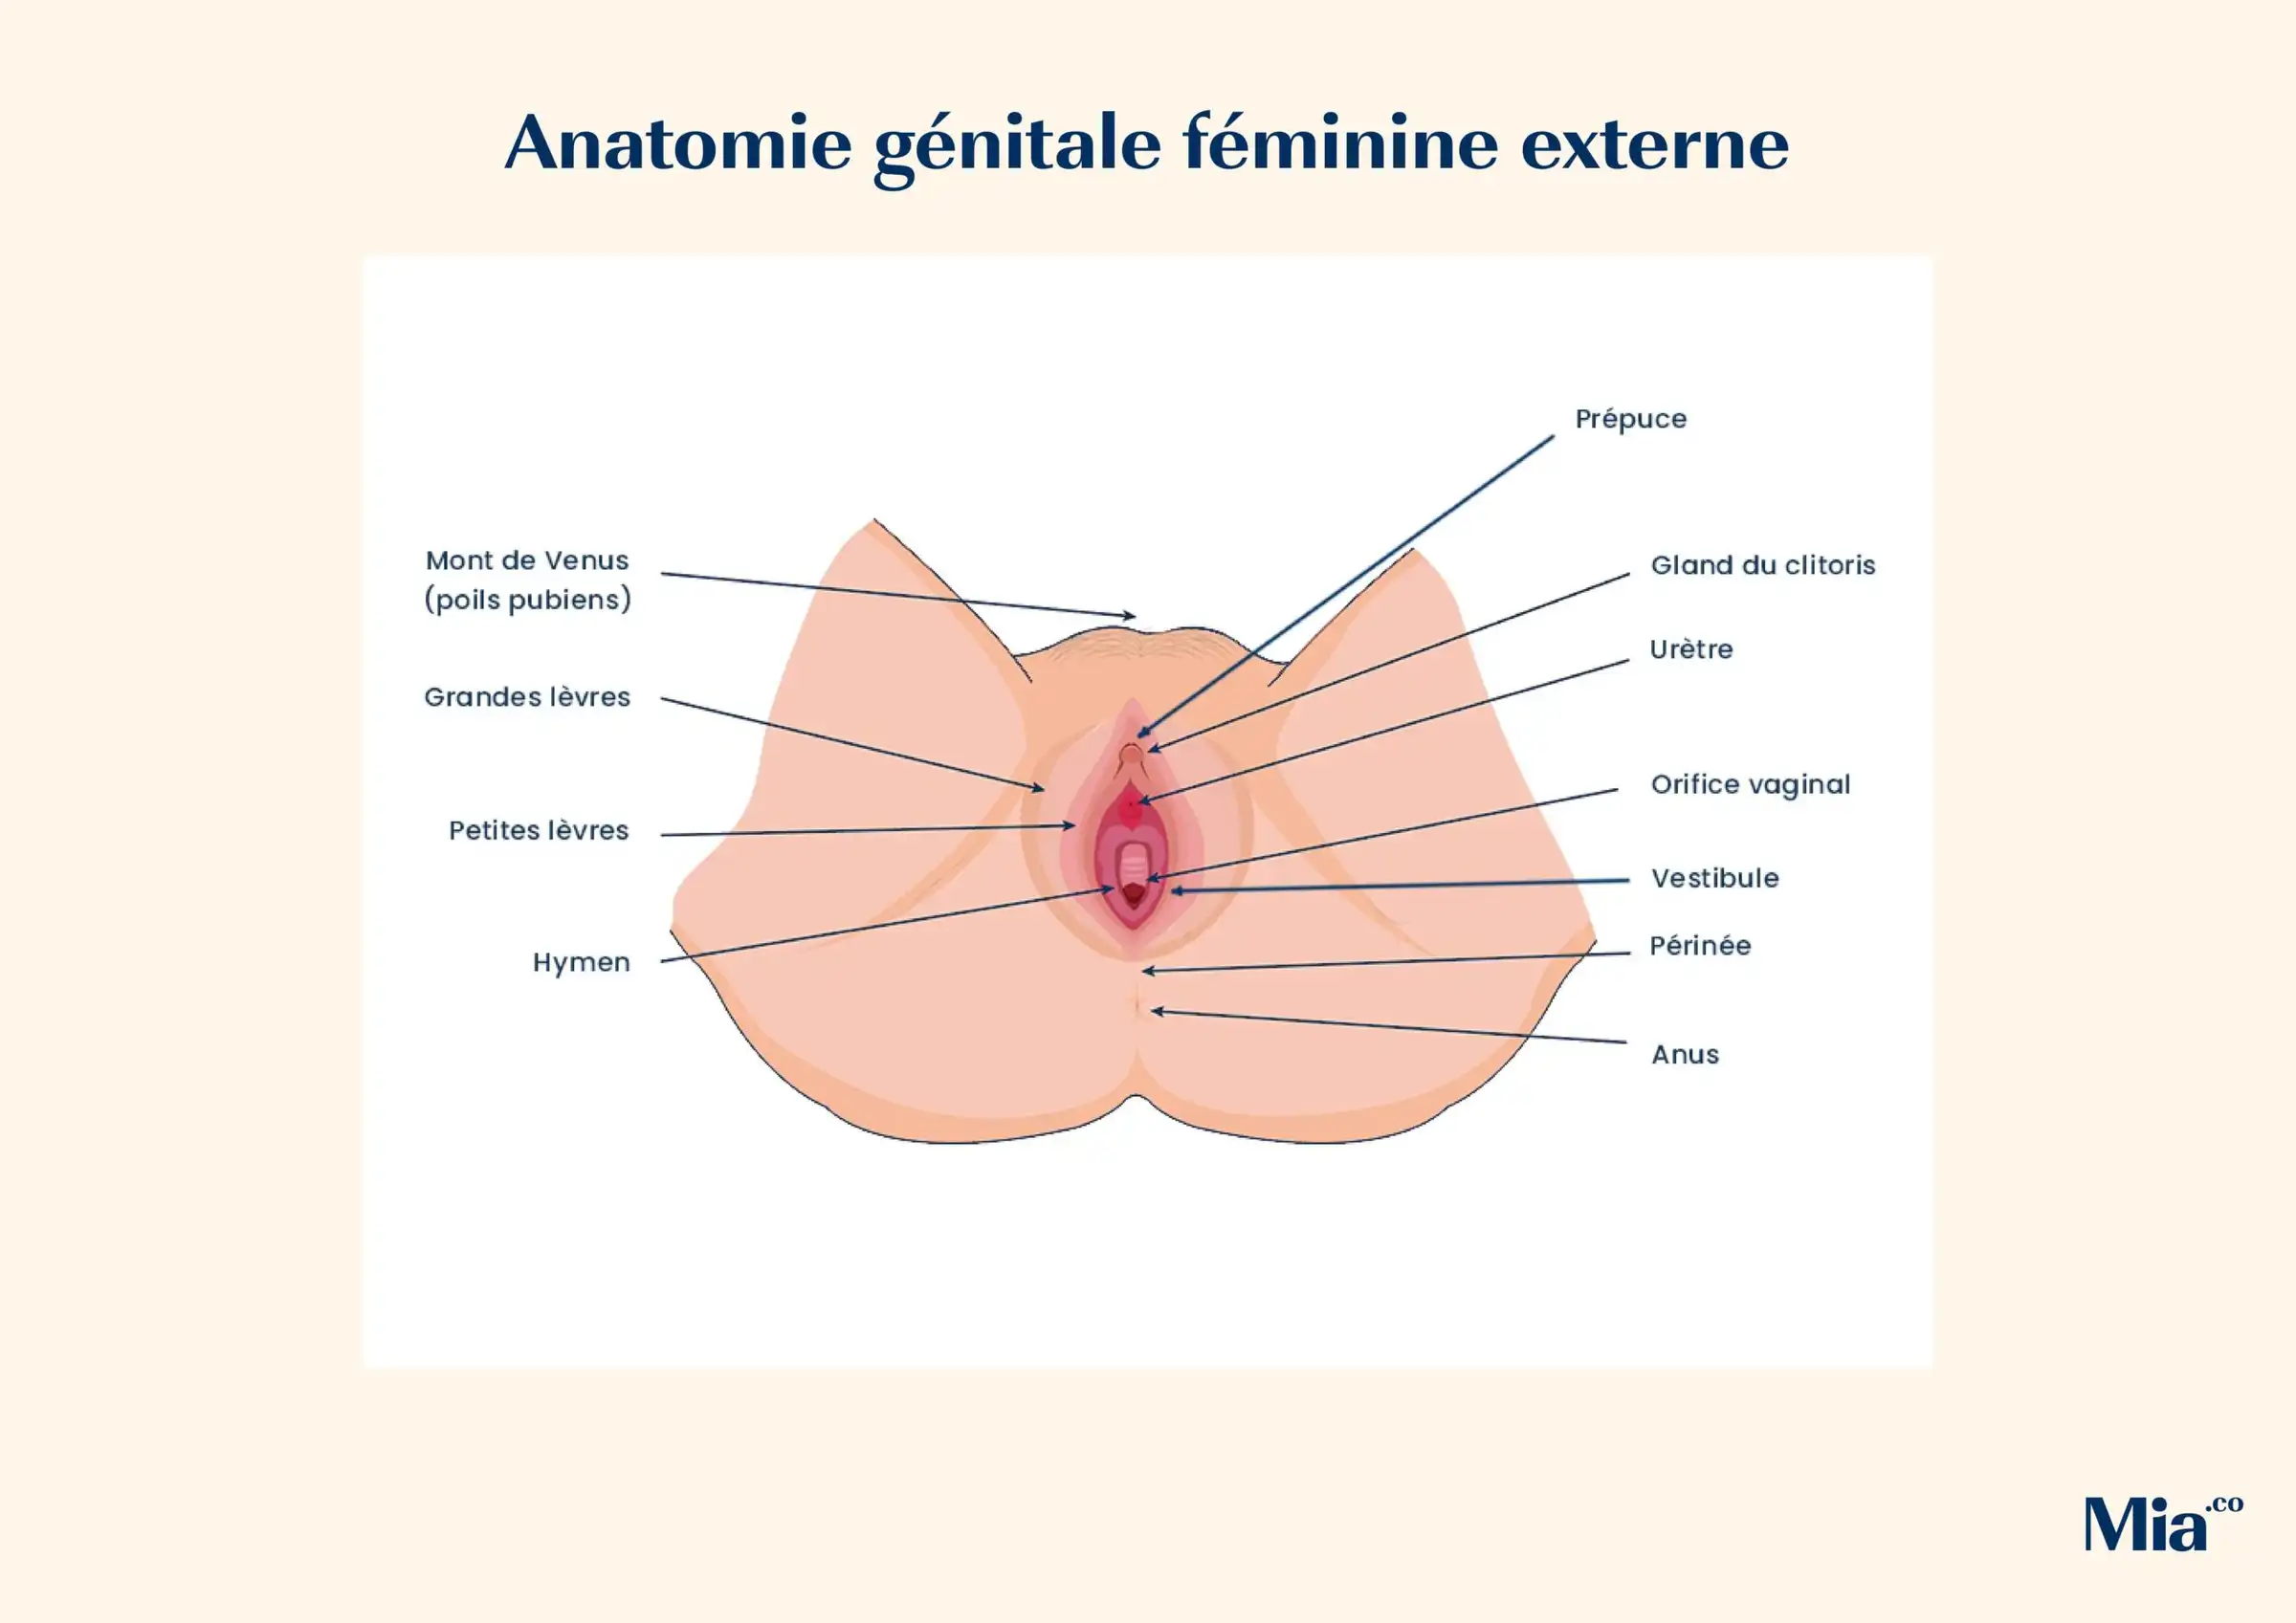 Anatomie génitale féminine externe
Prépuce
Mont de Venus
(poils pubiens)
Gland du clitoris
Urètre
Grandes lèvres
Orifice vaginal
Petites lèvres
Vestibule
Périnée
Hymen
Anus
Mia.co